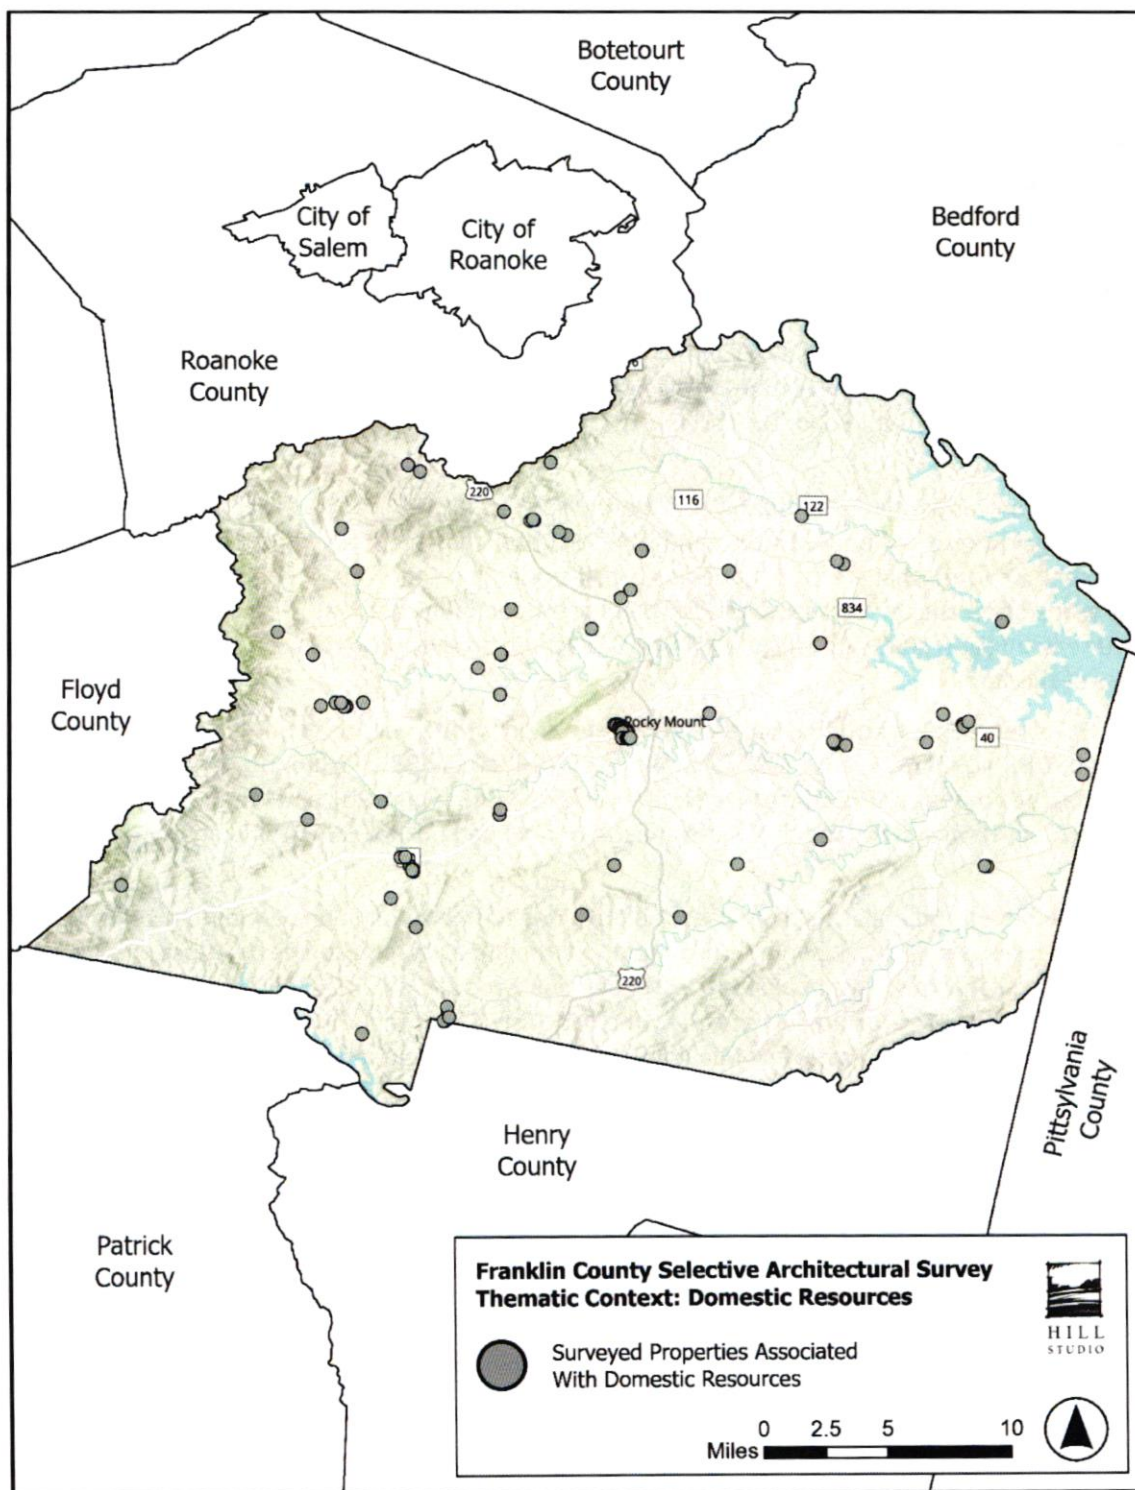 Botetourt
County
City of
Salem
City of
Roanoke
Bedford
County
Roanoke
County
220
116
122
834
Floyd
County
Rocky Mount
40
220
Pittsylvania
County
Henry
County
Patrick
County
Franklin County Selective Architectural Survey
Thematic Context: Domestic Resources
Surveyed Properties Associated
With Domestic Resources
HILL
STUDIO
0 2.5 5 10
Miles